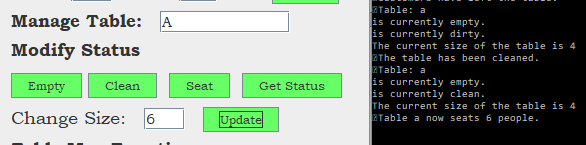 Manage Table: A
Modify Status
Empty Clean Seat Get Status
Change Size: 6 Update
Table: a
is currently empty.
is currently dirty.
The current size of the table is 4
The table has been cleaned.
Table: a
is currently empty.
is currently clean.
The current size of the table is 4
Table a now seats 6 people.